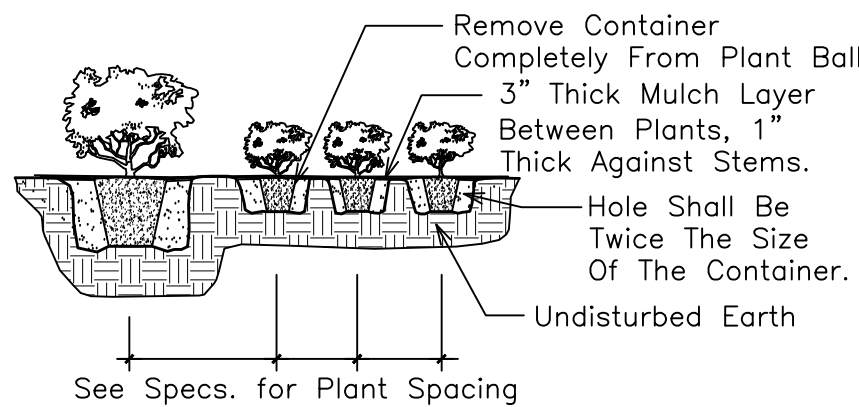 Remove Container
Completely From Plant Ball
3” Thick Mulch Layer
Between Plants, 1”
Thick Against Stems.
Hole Shall Be
Twice The Size
Of The Container.
Undisturbed Earth
See Specs. for Plant Spacing